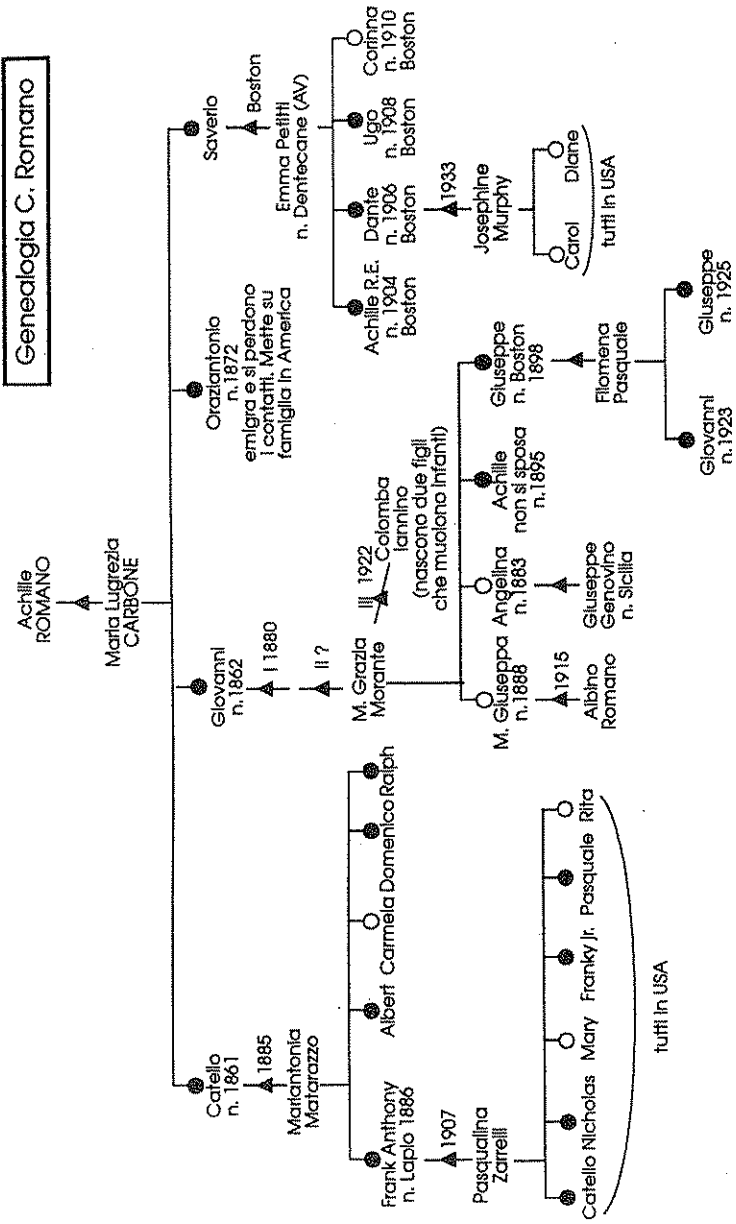 Genealogia C. Romano
Achille
ROMANO
Maria Lugrezia
CARBONE
Catello
n. 1861
1885
Mariantonia
Matarazzo
Giovanni
n.1862
I 1880
II ?
M. Grazia
Morante
III 1922
Colomba
Iannino
(nascono due figli
che muoiono infanti)
Oraziantonio
n.1872
emigra e si perdono
i contatti. Mette su
famiglia in America
Saverio
Boston
Emma Petitti
n. Dentecane (AV)
Frank Anthony
n. Lapio 1886
Albert
Carmela
Domenico
Ralph
1907
Pasqualina
Zarrelli
Catello
Nicholas
Mary
Franky Jr.
Pasquale
Rita
tutti in USA
M. Giuseppa
n.1888
1915
Albino
Romano
Angelina
n.1883
Giuseppe
Genovino
n. Sicilia
Achille
non si sposa
n.1895
Giuseppe
n. Boston
1898
Filomena
Pasquale
Giovanni
n.1923
Giuseppe
n. 1925
Achille R.E.
n. 1904
Boston
Dante
n. 1906
Boston
Ugo
n. 1908
Boston
Corinna
n. 1910
Boston
1933
Josephine
Murphy
Carol
Diane
tutti in USA